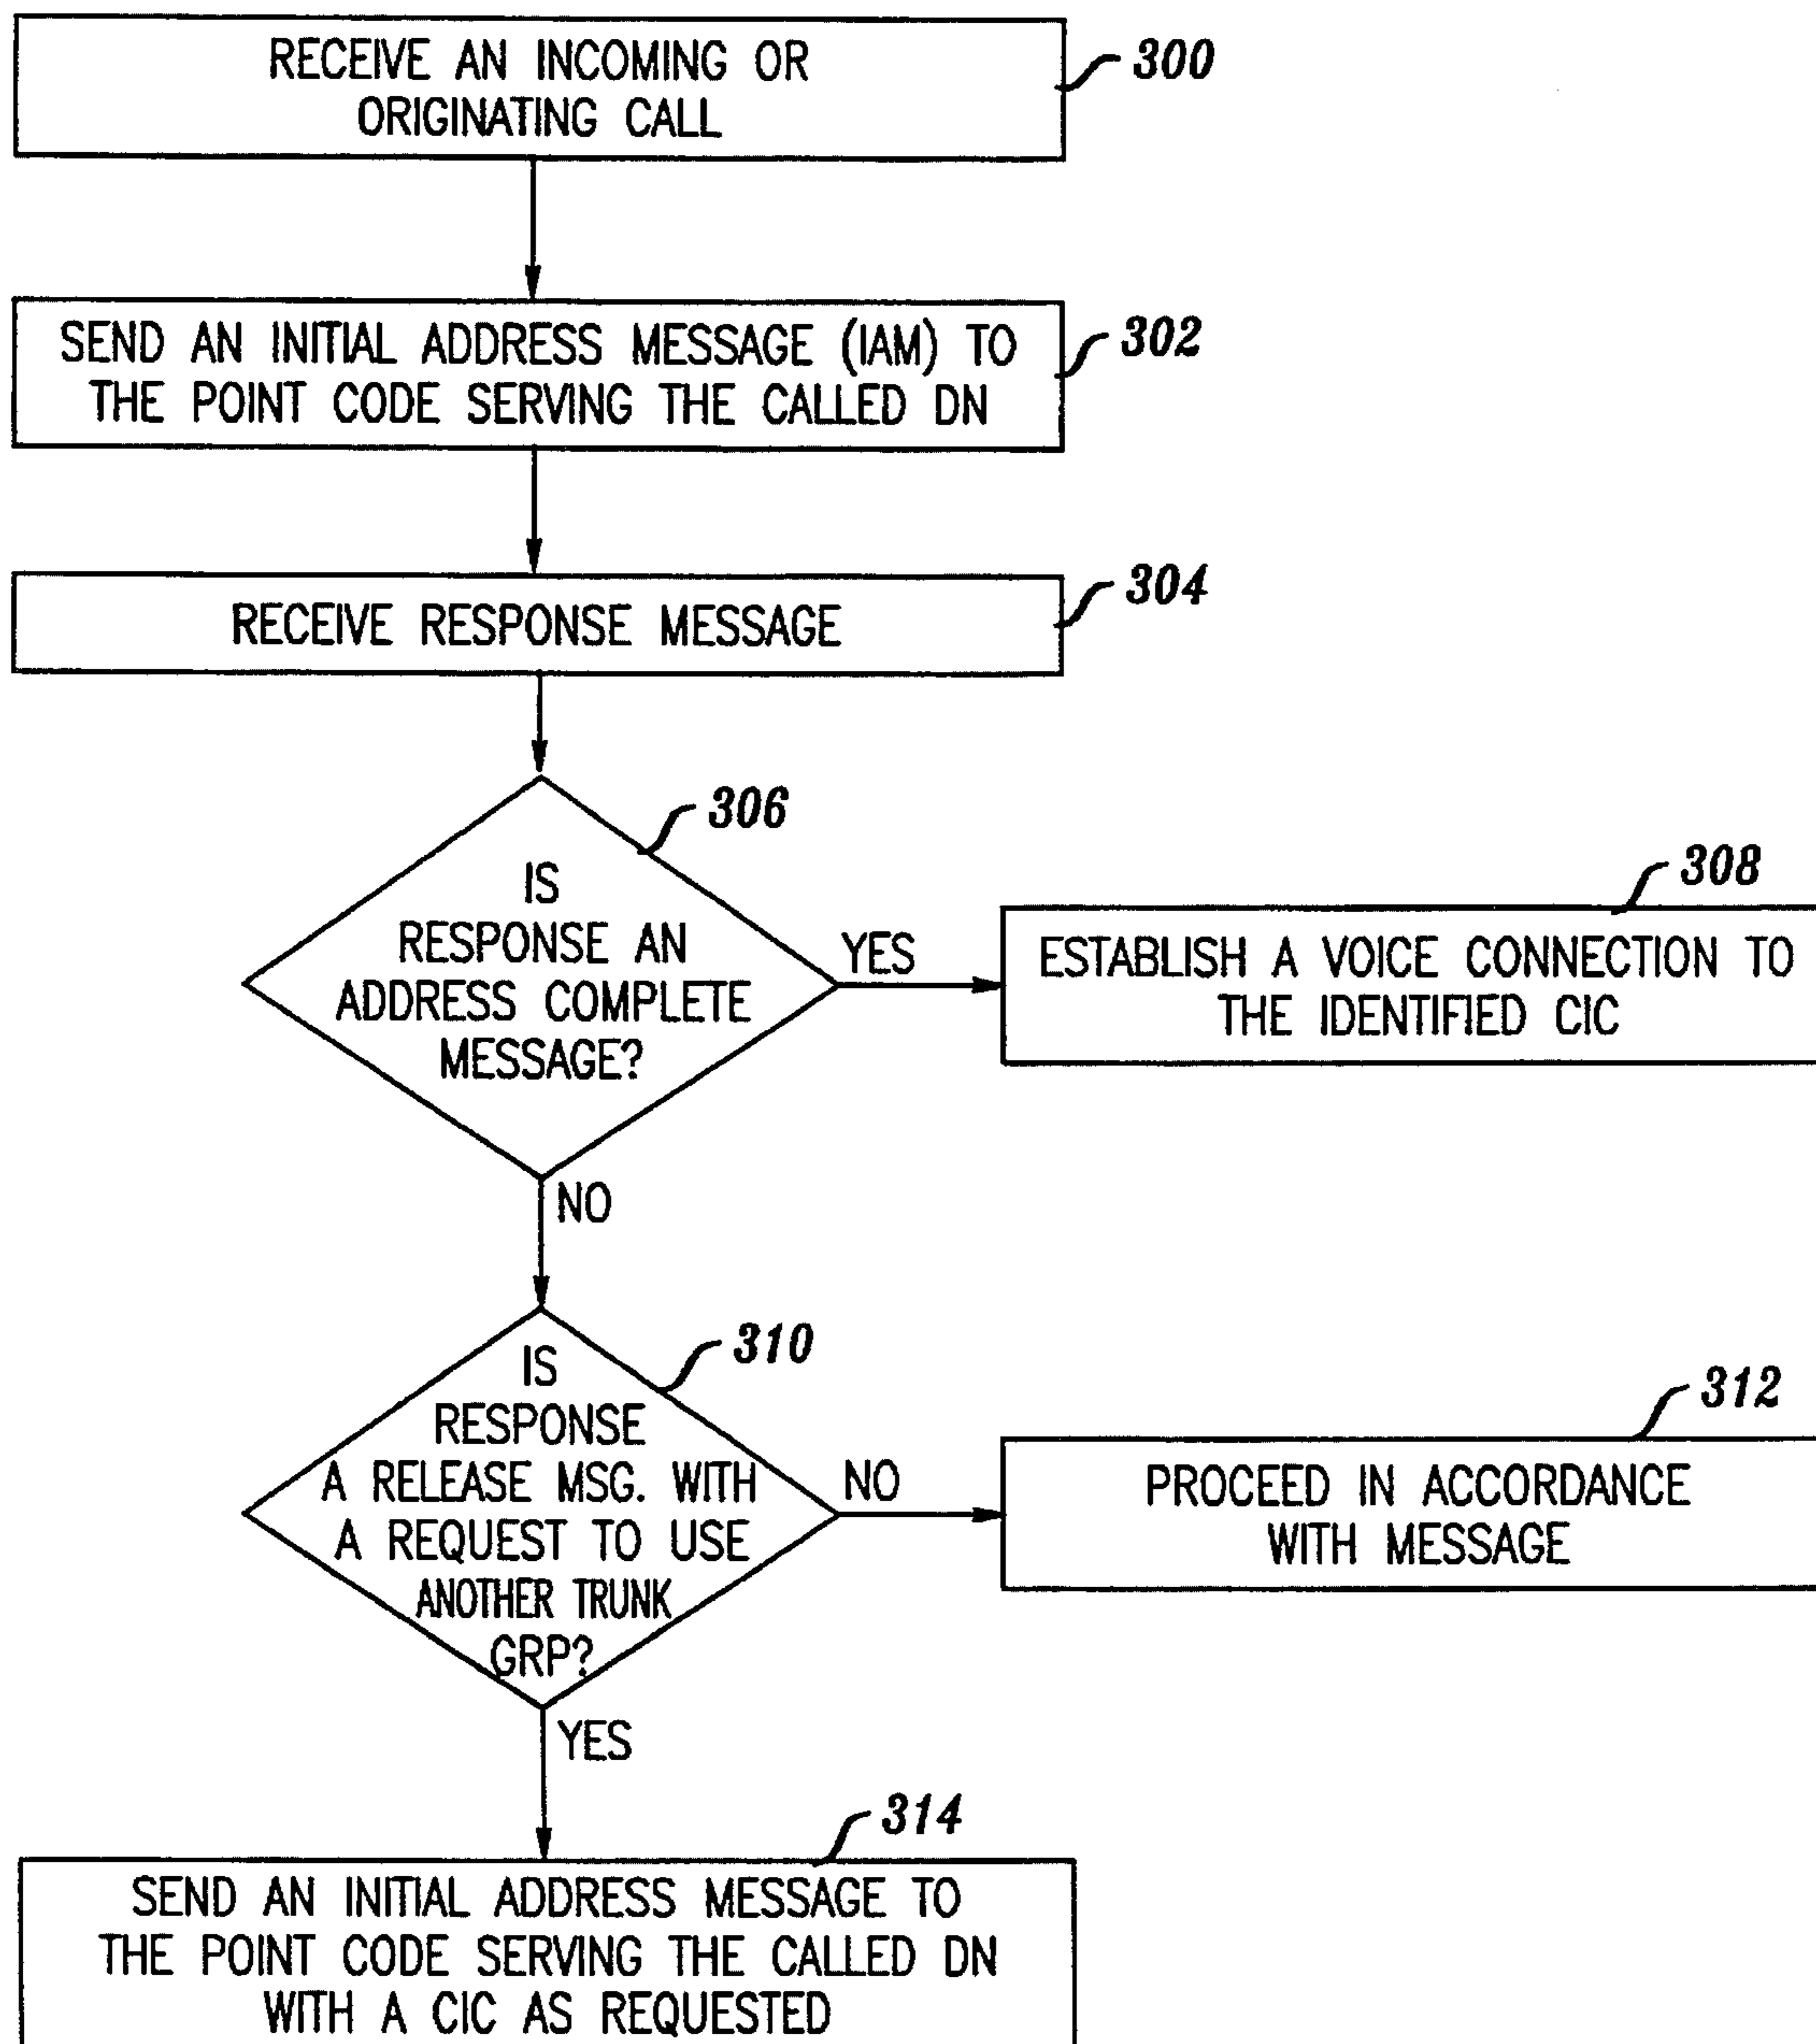 RECEIVE AN INCOMING OR
ORIGINATING CALL
300
SEND AN INITIAL ADDRESS MESSAGE (IAM) TO
THE POINT CODE SERVING THE CALLED DN
302
RECEIVE RESPONSE MESSAGE
304
306
IS
RESPONSE AN
ADDRESS COMPLETE
MESSAGE?
YES
308
ESTABLISH A VOICE CONNECTION TO
THE IDENTIFIED CIC
NO
310
IS
RESPONSE
A RELEASE MSG. WITH
A REQUEST TO USE
ANOTHER TRUNK
GRP?
NO
312
PROCEED IN ACCORDANCE
WITH MESSAGE
YES
314
SEND AN INITIAL ADDRESS MESSAGE TO
THE POINT CODE SERVING THE CALLED DN
WITH A CIC AS REQUESTED